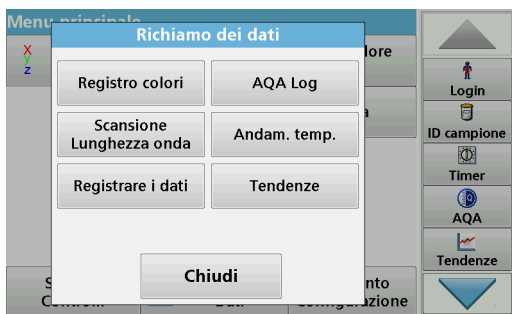 Menu principale
Richiamo dei dati
x
y
z
lore
Registro colori
AQA Log
Login
Scansione
Lunghezza onda
Andam. temp.
ID campione
Timer
Registrare i dati
Tendenze
AQA
Tendenze
Chiudi
nto
Dati
azione